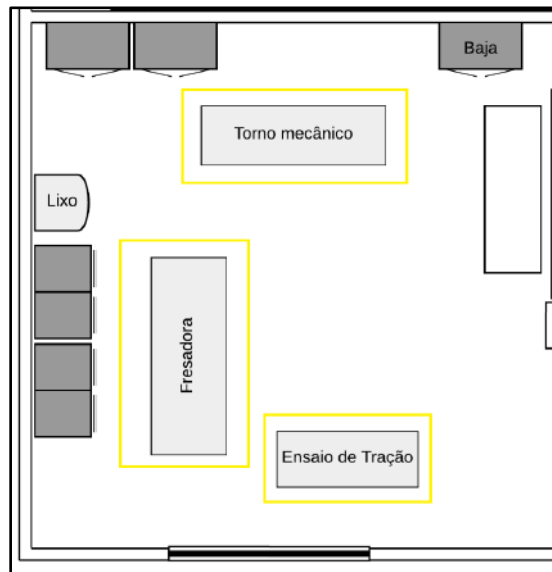 Baja
Torno mecânico
Lixo
Fresadora
Ensaio de Tração